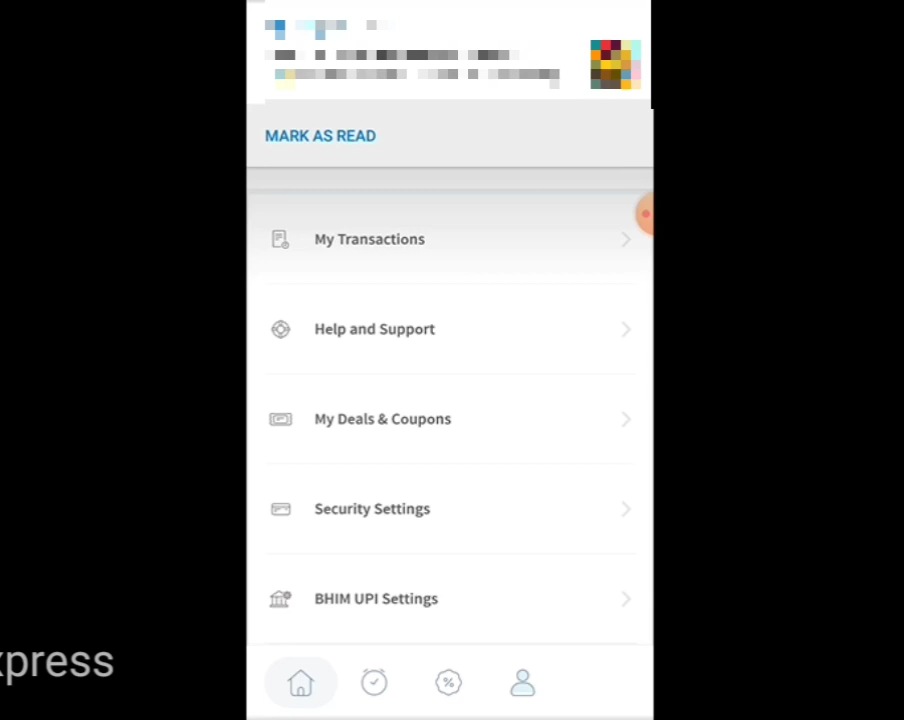 MARK AS READ
My Transactions
Help and Support
My Deals & Coupons
Security Settings
BHIM UPI Settings
xpress